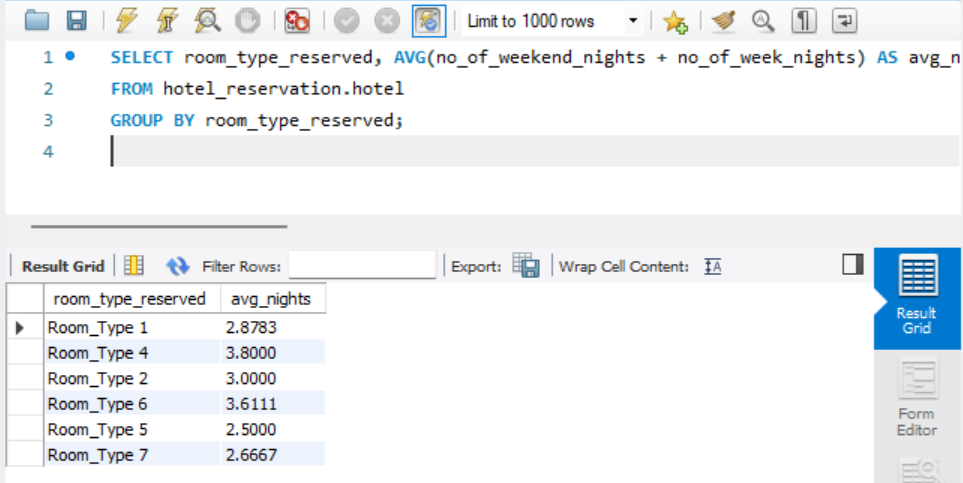 Limit to 1000 rows
1 SELECT room_type_reserved, AVG(no_of_weekend_nights + no_of_week_nights) AS avg_n
2 FROM hotel_reservation.hotel
3 GROUP BY room_type_reserved;
4
Result Grid Filter Rows: Export: Wrap Cell Content: IA
room_type_reserved avg_nights
Room_Type 1 2.8783
Room_Type 4 3.8000
Room_Type 2 3.0000
Room_Type 6 3.6111
Room_Type 5 2.5000
Room_Type 7 2.6667
Result
Grid
Form
Editor